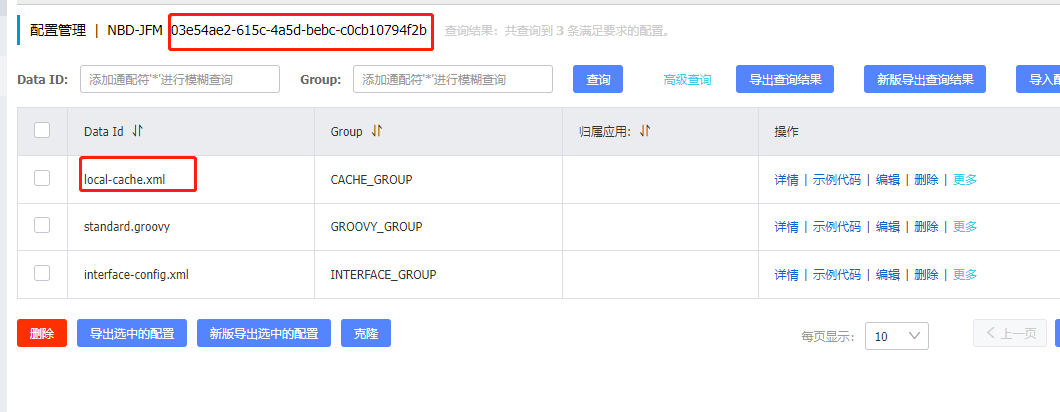 配置管理 | NBD-JFM 03e54ae2-615c-4a5d-bebc-c0cb10794f2b 查询结果：共查询到 3 条满足要求的配置。
Data ID: 添加通配符'*'进行模糊查询 Group: 添加通配符'*'进行模糊查询 查询 高级查询 导出查询结果 新版导出查询结果 导入
Data Id Group 归属应用: 操作
local-cache.xml CACHE_GROUP 详情 | 示例代码 | 编辑 | 删除 | 更多
standard.groovy GROOVY_GROUP 详情 | 示例代码 | 编辑 | 删除 | 更多
interface-config.xml INTERFACE_GROUP 详情 | 示例代码 | 编辑 | 删除 | 更多
删除 导出选中的配置 新版导出选中的配置 克隆 每页显示: 10 上一页